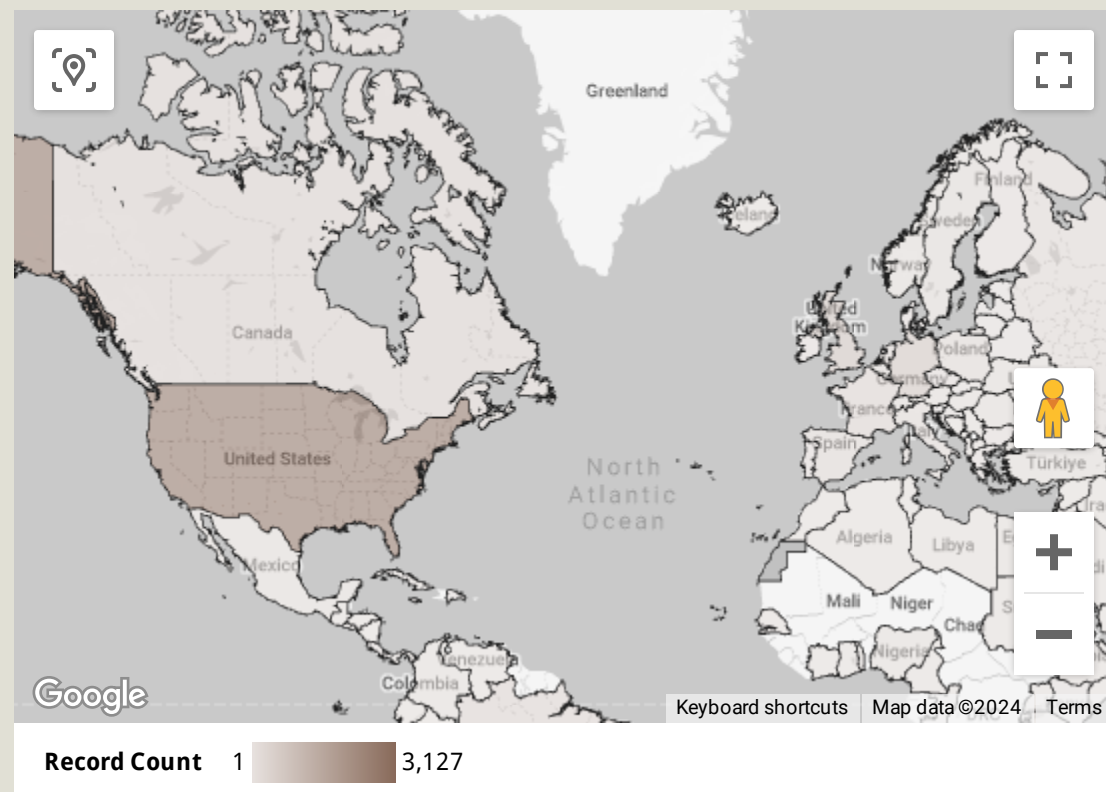 Greenland
Finland
Sweden
Norway
United
Kingdom
Canada
Poland
Germany
France
Italy
Spain
United States
North
Atlantic
Ocean
Türkiye
Algeria
Libya
Mexico
Mali
Niger
Chad
Nigeria
Venezuela
Colombia
Google
Keyboard shortcuts
Map data ©2024
Terms
Record Count 1 3,127